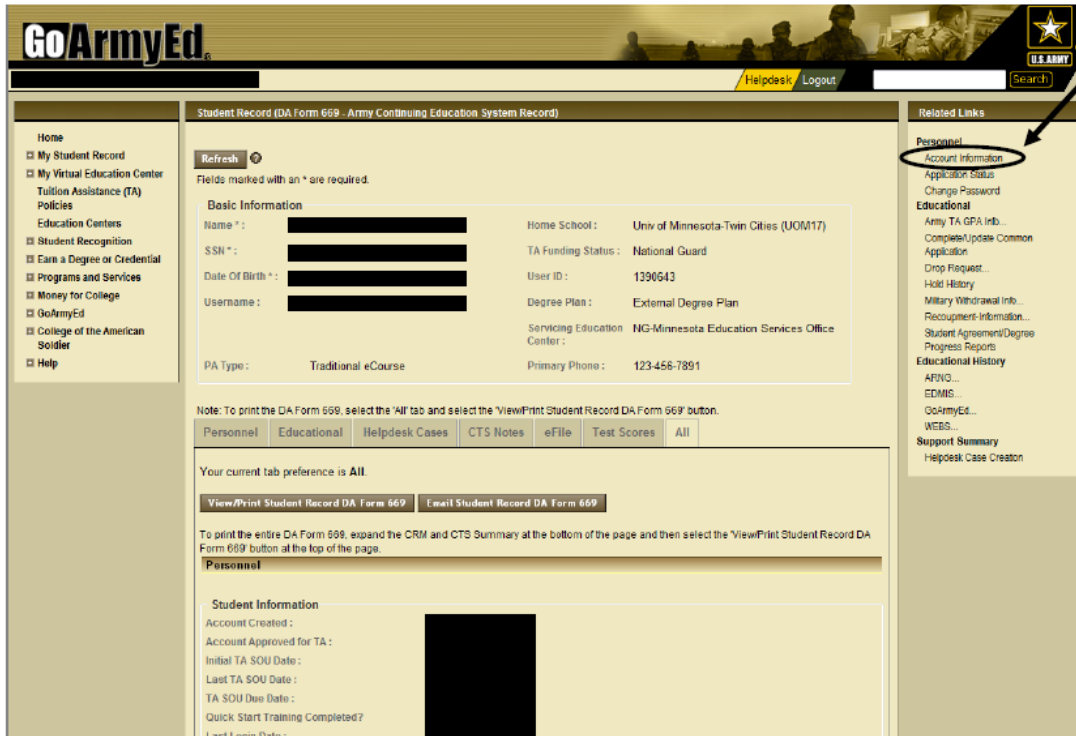 GoArmyEd
U.S. ARMY
Helpdesk Logout Search
Home
My Student Record
My Virtual Education Center
Tuition Assistance (TA)
Policies
Education Centers
Student Recognition
Earn a Degree or Credential
Programs and Services
Money for College
GoArmyEd
College of the American
Soldier
Help
Student Record (DA Form 669 - Army Continuing Education System Record)
Refresh ?
Fields marked with an * are required.
Basic Information
Name * : Home School : Univ of Minnesota-Twin Cities (UOM17)
SSN * : TA Funding Status : National Guard
Date Of Birth * : User ID : 1390643
Username : Degree Plan : External Degree Plan
Servicing Education NG-Minnesota Education Services Office
Center :
PA Type : Traditional eCourse Primary Phone : 123-456-7891
Note: To print the DA Form 669, select the 'All' tab and select the 'View/Print Student Record DA Form 669' button.
Personnel Educational Helpdesk Cases CTS Notes eFile Test Scores All
Your current tab preference is All.
View/Print Student Record DA Form 669 Email Student Record DA Form 669
To print the entire DA Form 669, expand the CRM and CTS Summary at the bottom of the page and then select the 'View/Print Student Record DA
Form 669' button at the top of the page.
Personnel
Student Information
Account Created :
Account Approved for TA :
Initial TA SOU Date :
Last TA SOU Date :
TA SOU Due Date :
Quick Start Training Completed?
Last Login Date :
Related Links
Personnel
Account Information
Application Status
Change Password
Educational
Army TA GPA Info...
Complete/Update Common
Application
Drop Request...
Hold History
Military Withdrawal Info...
Recoupment-Information...
Student Agreement/Degree
Progress Reports
Educational History
ARNG...
EDMIS...
GoArmyEd...
WEBS...
Support Summary
Helpdesk Case Creation